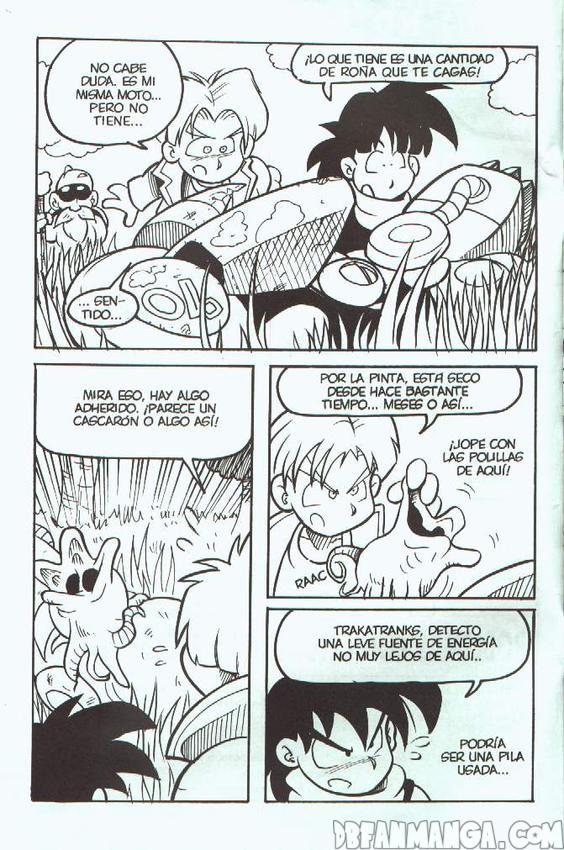 NO CABE
DUDA. ES MI
MISMA MOTO...
PERO NO
TIENE...
¡LO QUE TIENE ES UNA CANTIDAD
DE ROÑA QUE TE CAGAS!
... SEN-
TIDO...
MIRA ESO, HAY ALGO
ADHERIDO. ¡PARECE UN
CASCARÓN O ALGO ASÍ!
POR LA PINTA, ESTÁ SECO
DESDE HACE BASTANTE
TIEMPO... MESES O ASÍ...
¡JOPE CON
LAS POLILLAS
DE AQUÍ!
RAAC
TRAKATRANKS, DETECTO
UNA LEVE FUENTE DE ENERGÍA
NO MUY LEJOS DE AQUÍ..
PODRÍA
SER UNA PILA
USADA...
DBFANMANGA.COM